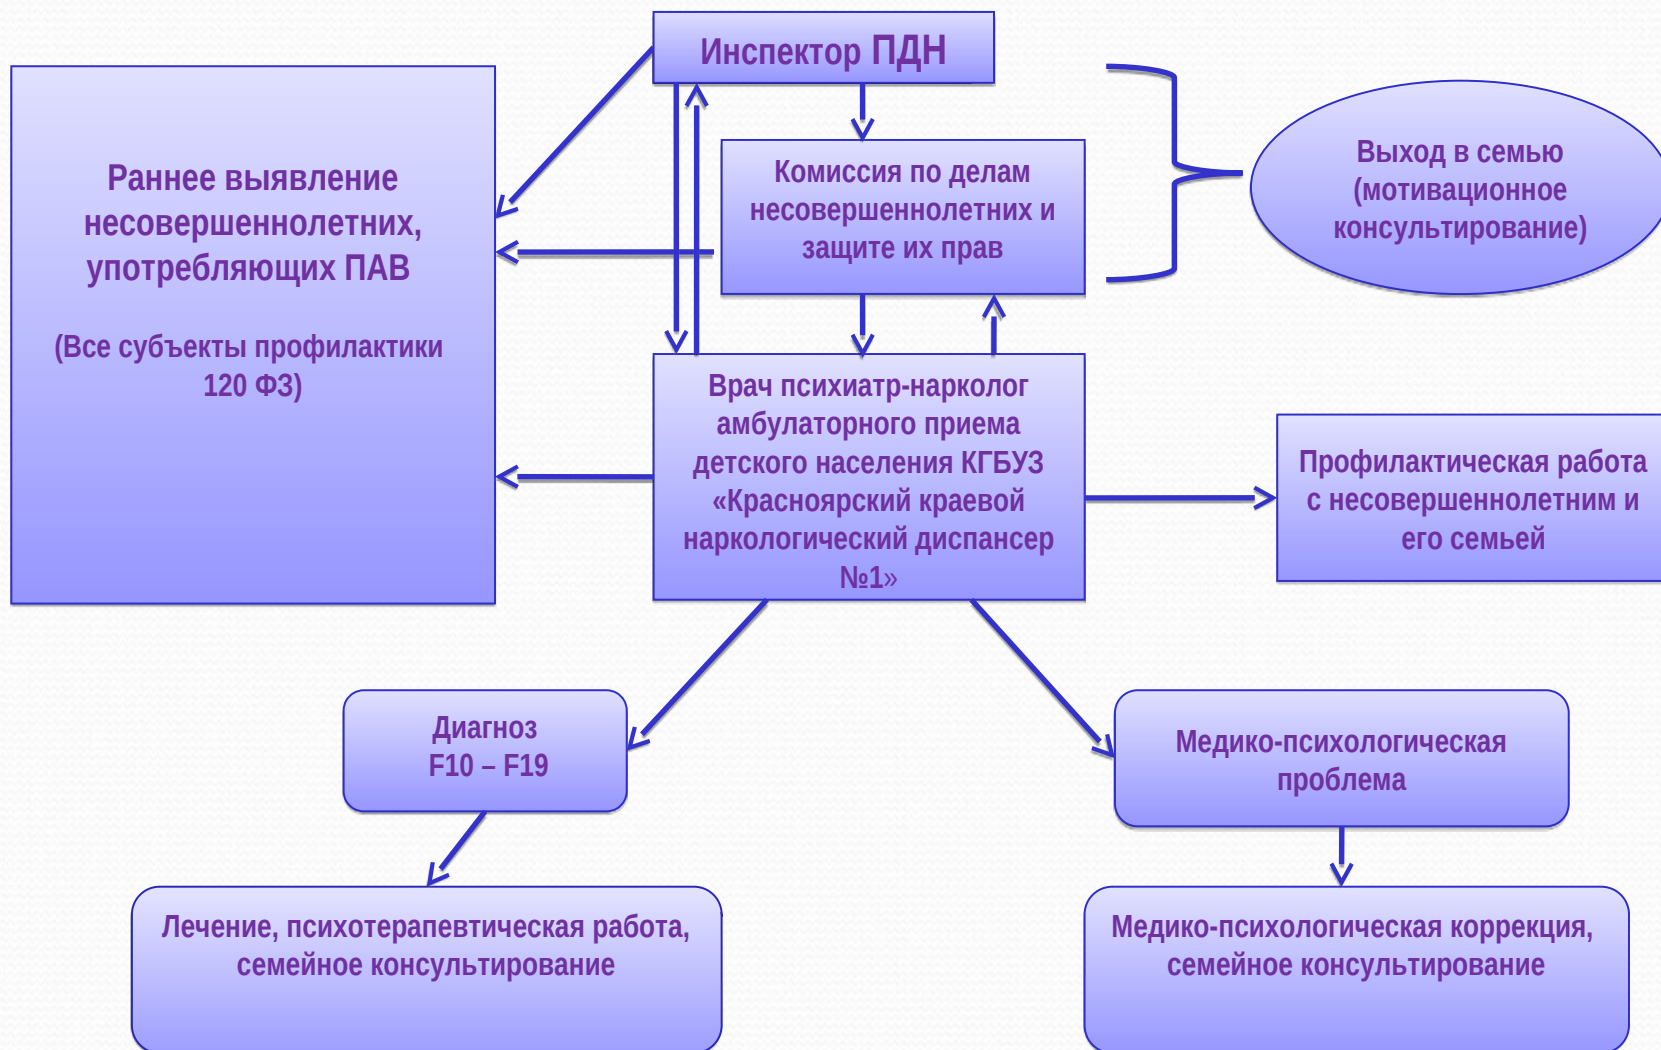 Инспектор ПДН
Раннее выявление
несовершеннолетних,
употребляющих ПАВ
(Все субъекты профилактики
120 ФЗ)
Комиссия по делам
несовершеннолетних и
защите их прав
Выход в семью
(мотивационное
консультирование)
Врач психиатр-нарколог
амбулаторного приема
детского населения КГБУЗ
«Красноярский краевой
наркологический диспансер
№1»
Профилактическая работа
с несовершеннолетним и
его семьей
Диагноз
F10 – F19
Медико-психологическая
проблема
Лечение, психотерапевтическая работа,
семейное консультирование
Медико-психологическая коррекция,
семейное консультирование